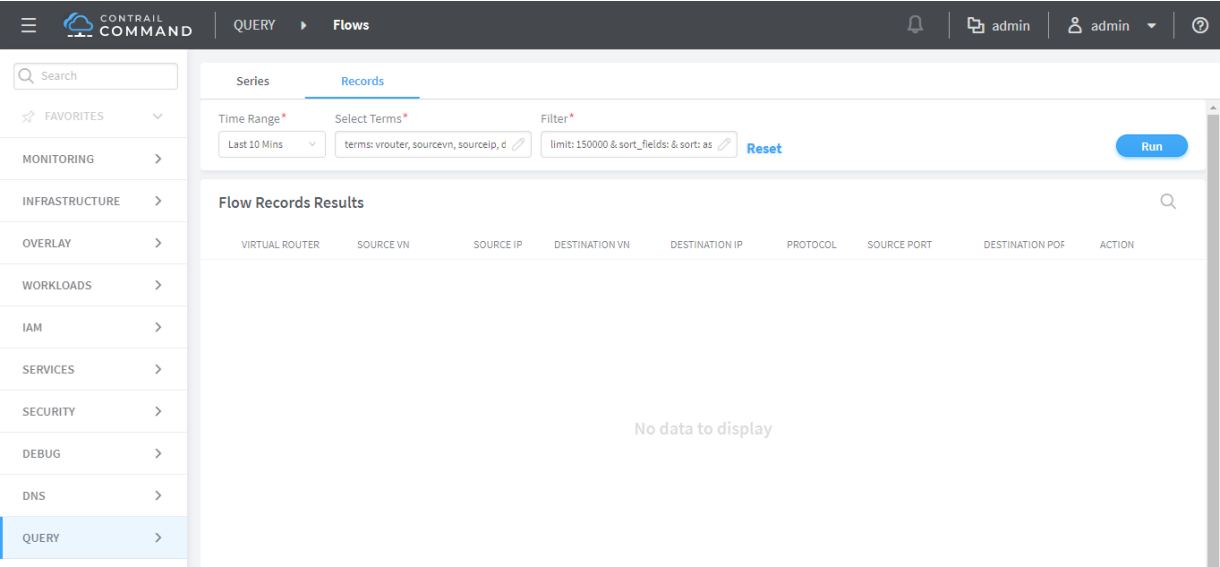 CONTRAIL
COMMAND
QUERY
Flows
admin
admin
Search
FAVORITES
MONITORING
INFRASTRUCTURE
OVERLAY
WORKLOADS
IAM
SERVICES
SECURITY
DEBUG
DNS
QUERY
Series Records
Time Range* Select Terms* Filter*
Last 10 Mins terms: vrouter, sourcevn, sourceip, d limit: 150000 & sort_fields: & sort: as Reset Run
Flow Records Results
VIRTUAL ROUTER SOURCE VN SOURCE IP DESTINATION VN DESTINATION IP PROTOCOL SOURCE PORT DESTINATION POR ACTION
No data to display